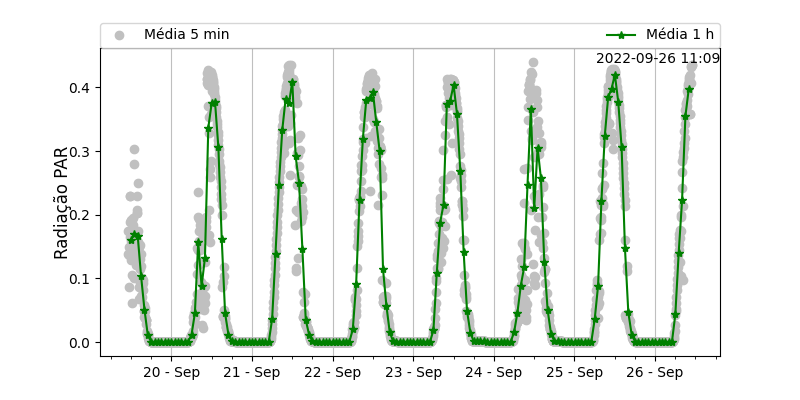 Média 5 min
Média 1 h
2022-09-26 11:09
Radiação PAR
0.4
0.3
0.2
0.1
0.0
20 - Sep
21 - Sep
22 - Sep
23 - Sep
24 - Sep
25 - Sep
26 - Sep